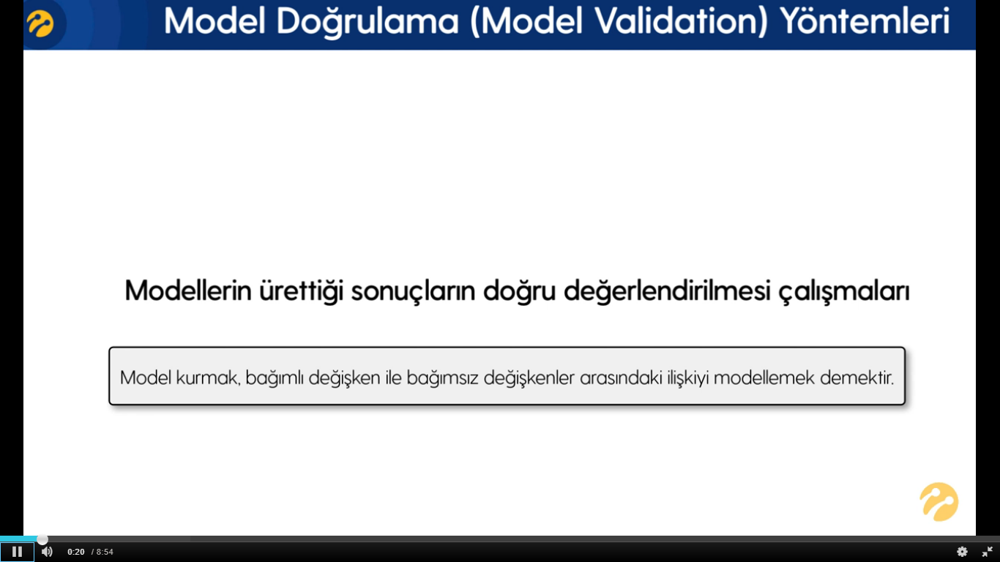 Model Doğrulama (Model Validation) Yöntemleri
Modellerin ürettiği sonuçların doğru değerlendirilmesi çalışmaları
Model kurmak, bağımlı değişken ile bağımsız değişkenler arasındaki ilişkiyi modellemek demektir.
0:20 / 8:54